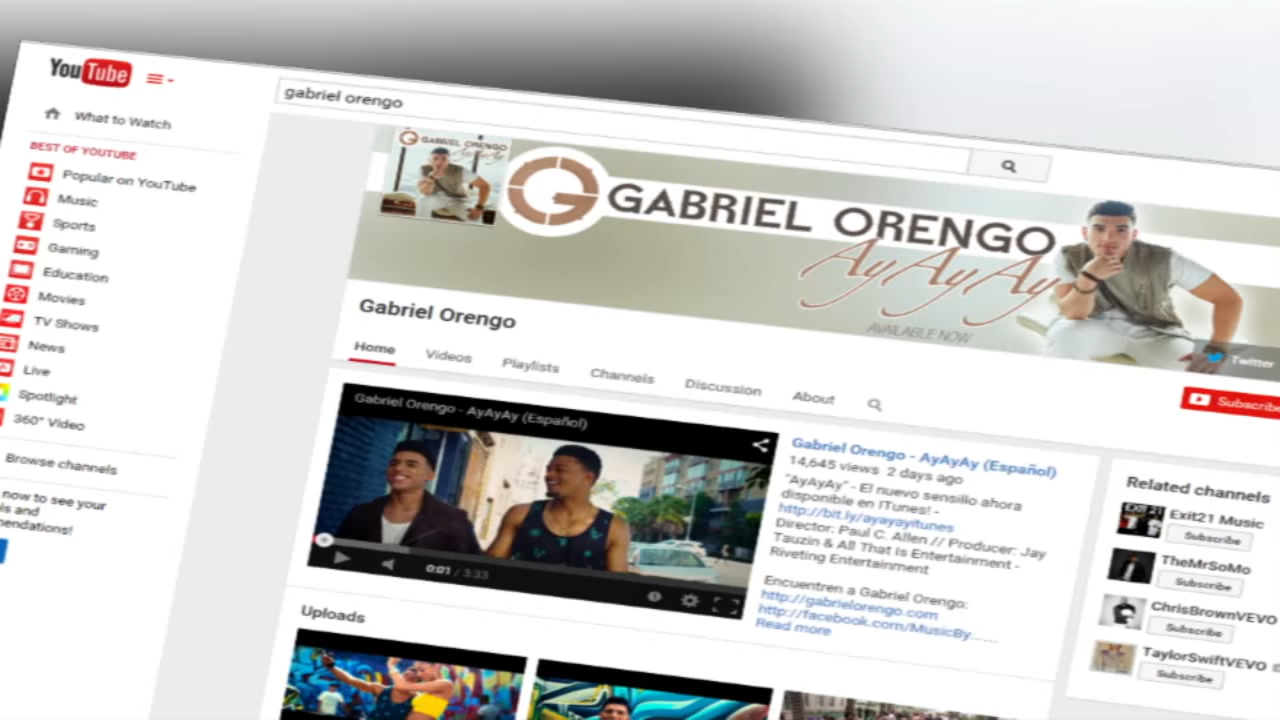 YouTube
gabriel orengo
What to Watch
BEST OF YOUTUBE
Popular on YouTube
Music
Sports
Gaming
Education
Movies
TV Shows
News
Live
Spotlight
360° Video
Browse channels
now to see your
ls and
mendations!
GABRIEL ORENGO
AyAyAy
G GABRIEL ORENGO
AyAyAy
AVAILABLE NOW
Twitter
Gabriel Orengo
Subscribe
Home Videos Playlists Channels Discussion About
Gabriel Orengo - AyAyAy (Español)
0:01 / 3:33
Gabriel Orengo - AyAyAy (Español)
14,645 views 2 days ago
"AyAyAy" - El nuevo sensillo ahora
disponible en ITunes! -
http://bit.ly/ayayayitunes
Director: Paul C. Allen // Producer: Jay
Tauzin & All That Is Entertainment -
Riveting Entertainment
Encuentren a Gabriel Orengo:
http://gabrielorengo.com
http://facebook.com/MusicBy......
Read more
Related channels
EXIT 21
Exit21 Music
Subscribe
TheMrSoMo
Subscribe
ChrisBrownVEVO
Subscribe
TaylorSwiftVEVO
Subscribe
Uploads